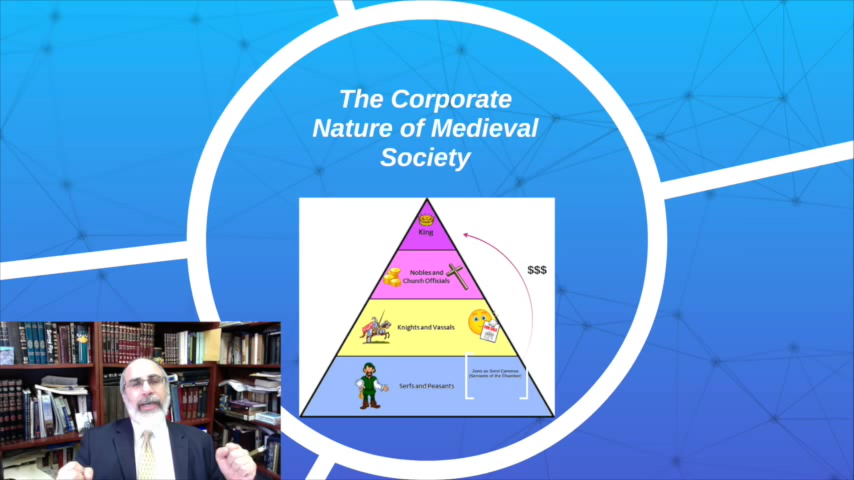 The Corporate
Nature of Medieval
Society
King
$$$
Nobles and
Church Officials
Knights and Vassals
Serfs and Peasants
Jews as Servi Camerae
(Servants of the Chamber)